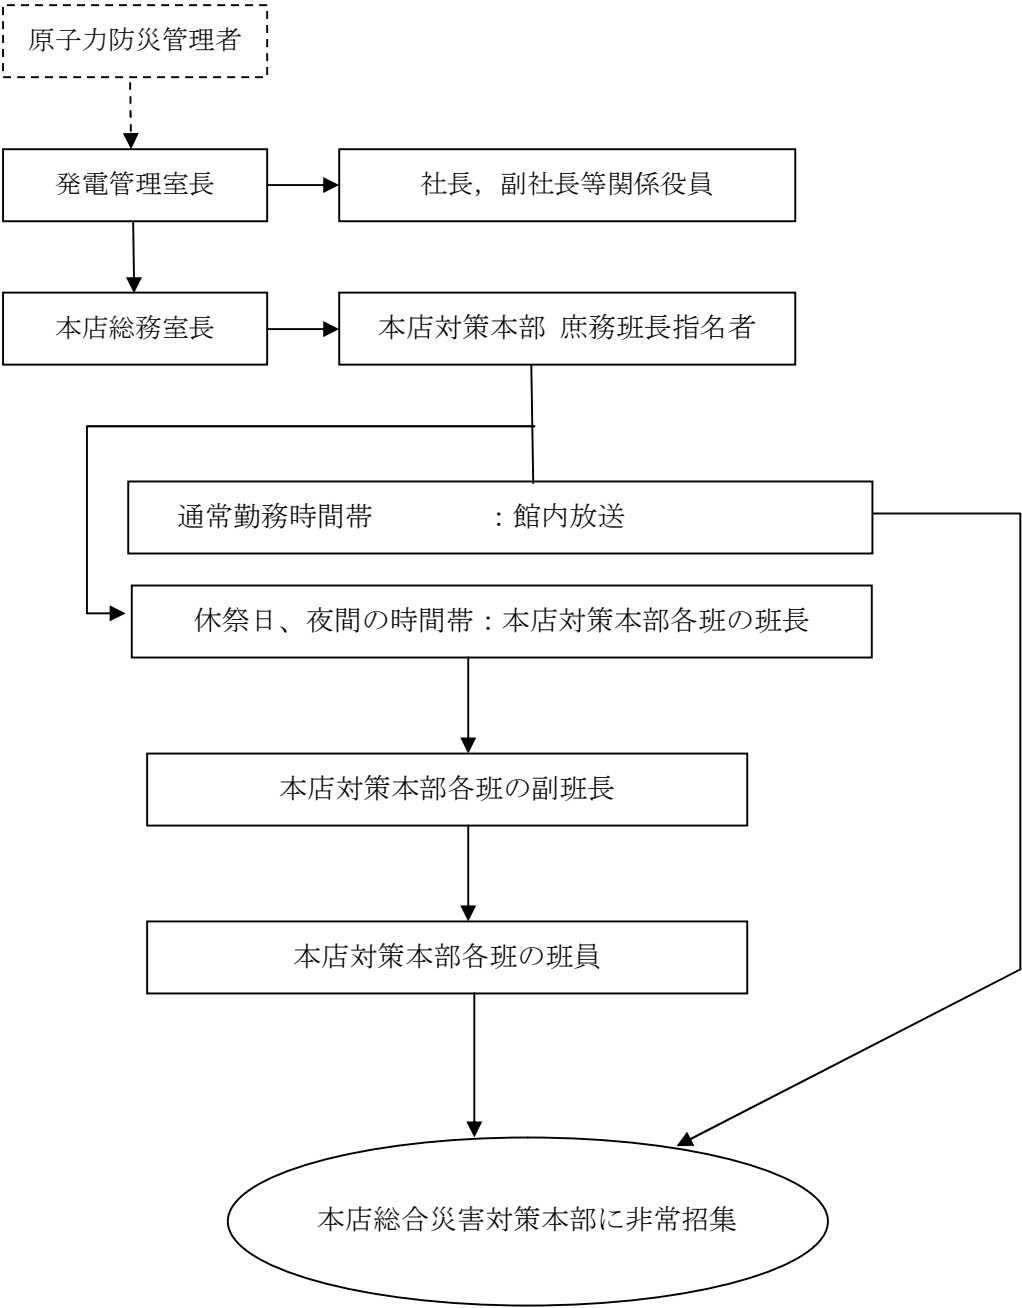 原子力防災管理者
発電管理室長
社長，副社長等関係役員
本店総務室長
本店対策本部 庶務班長指名者
通常勤務時間帯　　　　：館内放送
休祭日、夜間の時間帯：本店対策本部各班の班長
本店対策本部各班の副班長
本店対策本部各班の班員
本店総合災害対策本部に非常招集